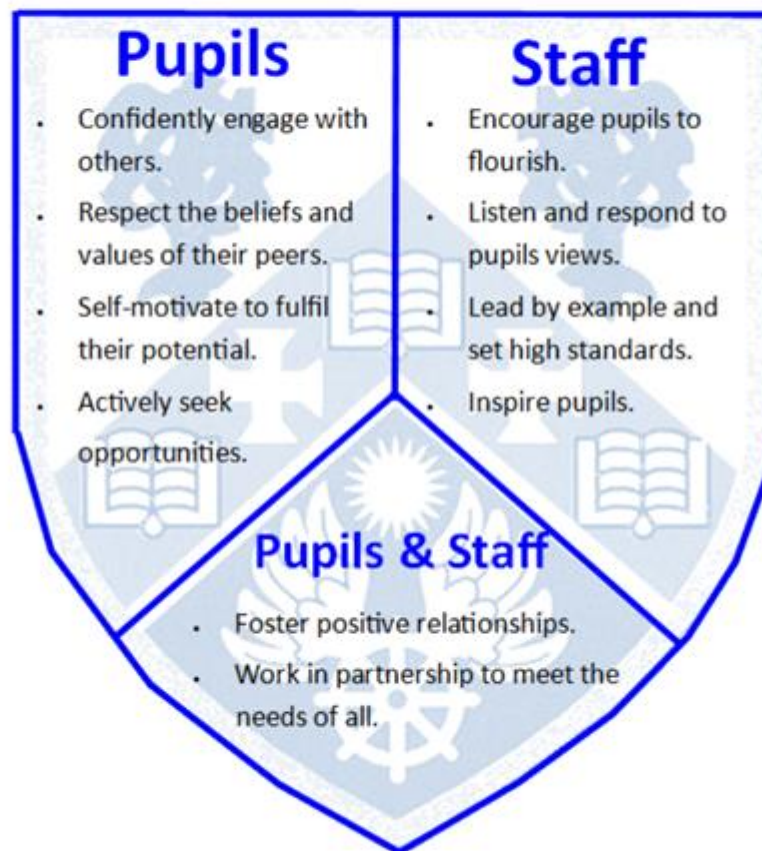 Pupils
• Confidently engage with
others.
• Respect the beliefs and
values of their peers.
• Self-motivate to fulfil
their potential.
• Actively seek
opportunities.
Staff
• Encourage pupils to
flourish.
• Listen and respond to
pupils views.
• Lead by example and
set high standards.
• Inspire pupils.
Pupils & Staff
• Foster positive relationships.
• Work in partnership to meet the
needs of all.